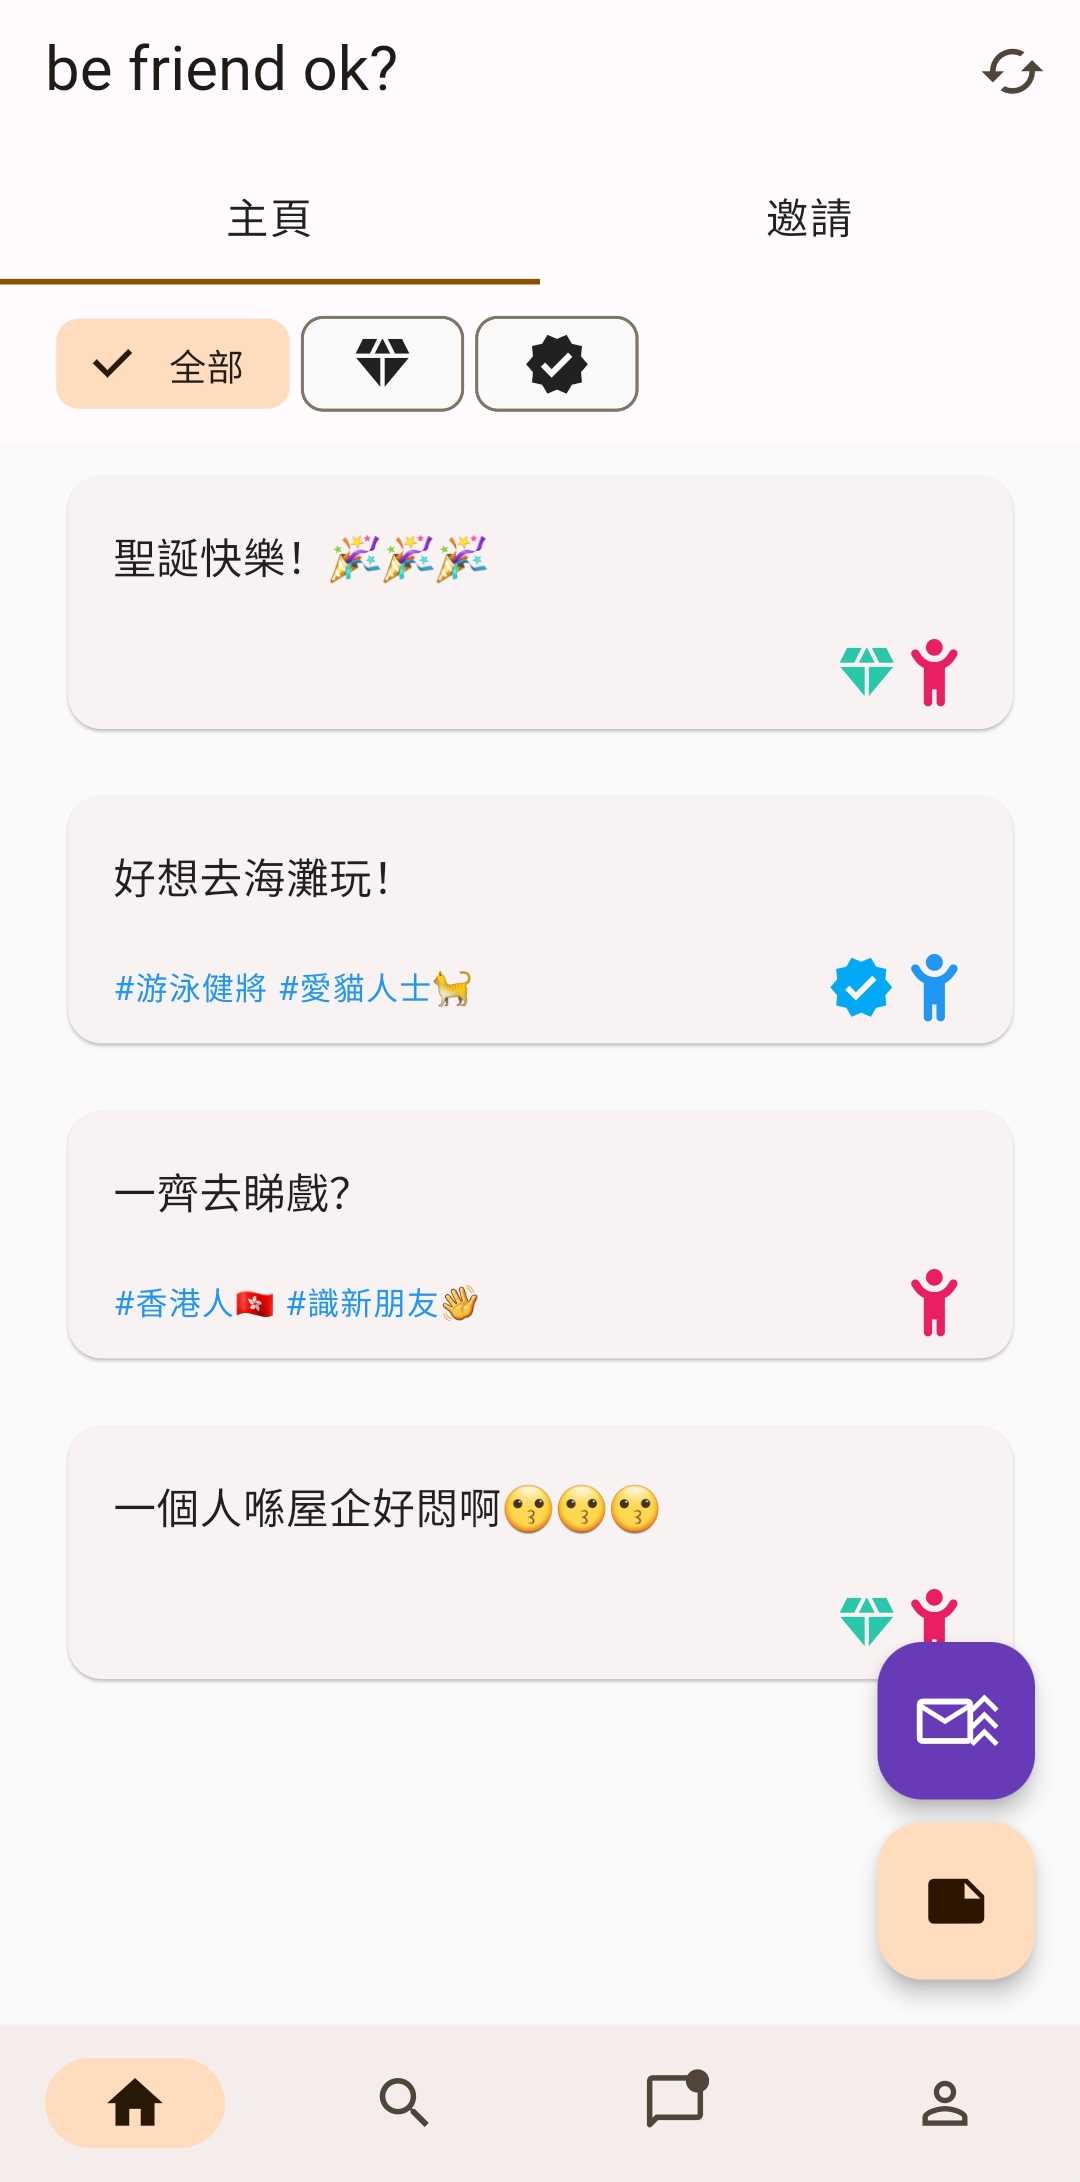 be friend ok?
主頁 邀請
全部
聖誕快樂！🎉🎉🎉
好想去海灘玩！
#游泳健將 #愛貓人士🐈
一齊去睇戲？
#香港人🇭🇰 #識新朋友👋
一個人喺屋企好悶啊😗😗😗